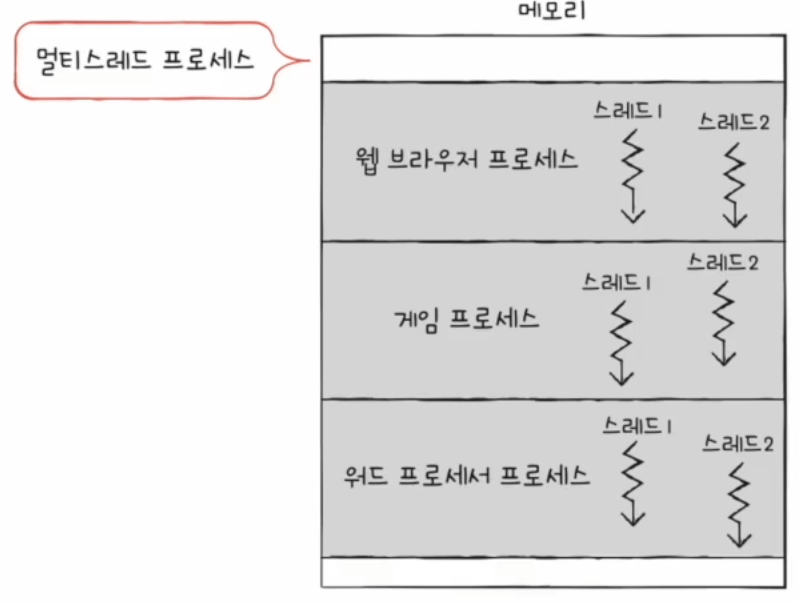 메모리
멀티스레드 프로세스
스레드1
스레드2
웹 브라우저 프로세스
스레드2
스레드1
게임 프로세스
스레드1
스레드2
워드 프로세서 프로세스